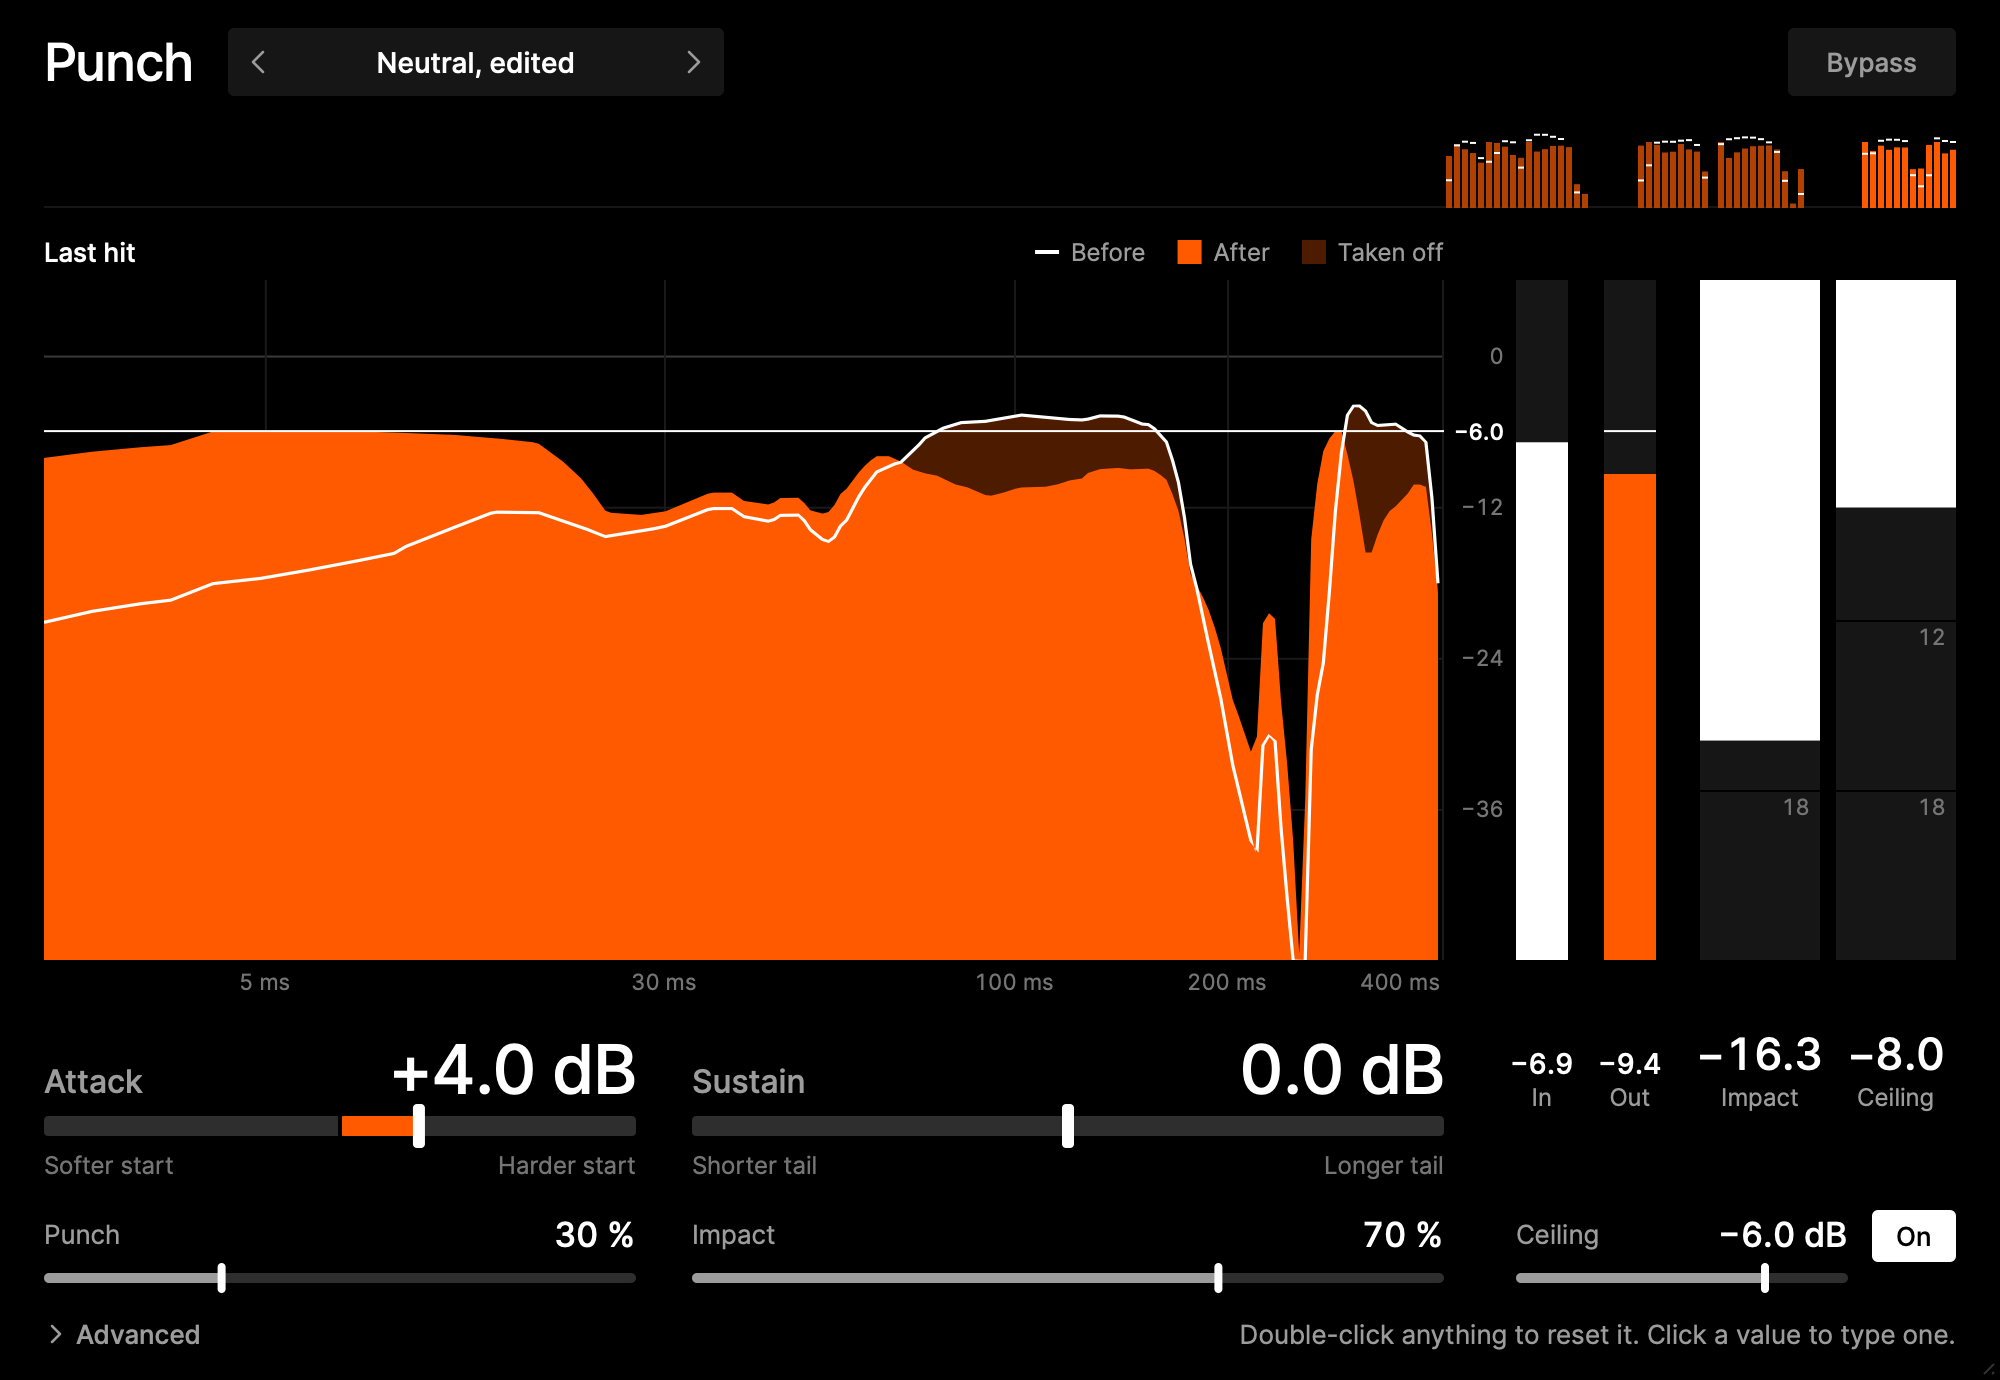 Punch
Neutral, edited
Bypass
Last hit
Before
After
Taken off
0
−6.0
−12
−24
−36
12
18
18
5 ms
30 ms
100 ms
200 ms
400 ms
Attack
+4.0 dB
Softer start
Harder start
Sustain
0.0 dB
Shorter tail
Longer tail
−6.9
In
−9.4
Out
−16.3
Impact
−8.0
Ceiling
Punch
30 %
Impact
70 %
Ceiling
−6.0 dB
On
Advanced
Double-click anything to reset it. Click a value to type one.